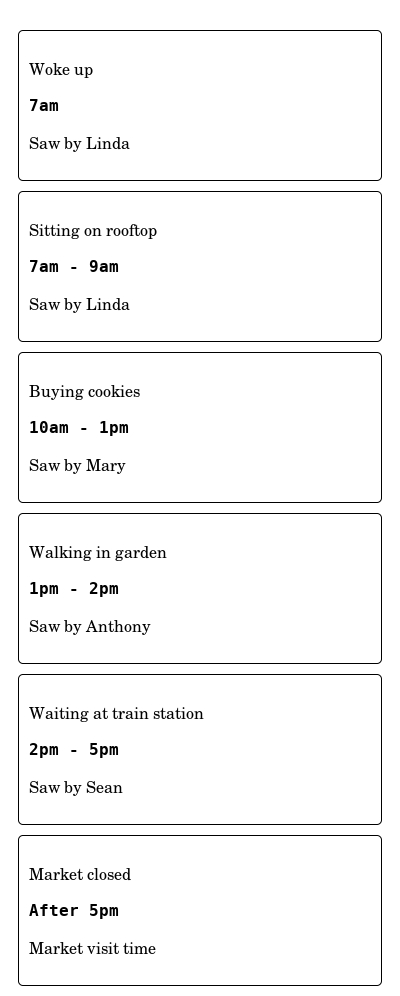 Woke up
7am
Saw by Linda
Sitting on rooftop
7am - 9am
Saw by Linda
Buying cookies
10am - 1pm
Saw by Mary
Walking in garden
1pm - 2pm
Saw by Anthony
Waiting at train station
2pm - 5pm
Saw by Sean
Market closed
After 5pm
Market visit time